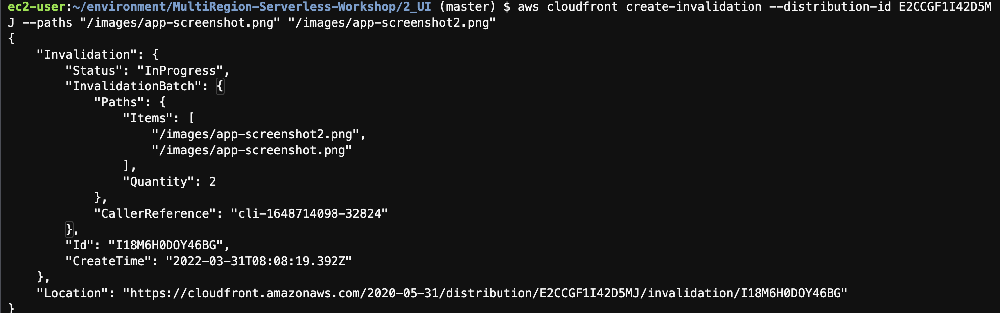 ec2-user:~/environment/MultiRegion-Serverless-Workshop/2_UI (master) $ aws cloudfront create-invalidation --distribution-id E2CCGF1I42D5M
J --paths "/images/app-screenshot.png" "/images/app-screenshot2.png"
{
    "Invalidation": {
        "Status": "InProgress",
        "InvalidationBatch": {
            "Paths": {
                "Items": [
                    "/images/app-screenshot2.png",
                    "/images/app-screenshot.png"
                ],
                "Quantity": 2
            },
            "CallerReference": "cli-1648714098-32824"
        },
        "Id": "I18M6H0DOY46BG",
        "CreateTime": "2022-03-31T08:08:19.392Z"
    },
    "Location": "https://cloudfront.amazonaws.com/2020-05-31/distribution/E2CCGF1I42D5MJ/invalidation/I18M6H0DOY46BG"
}